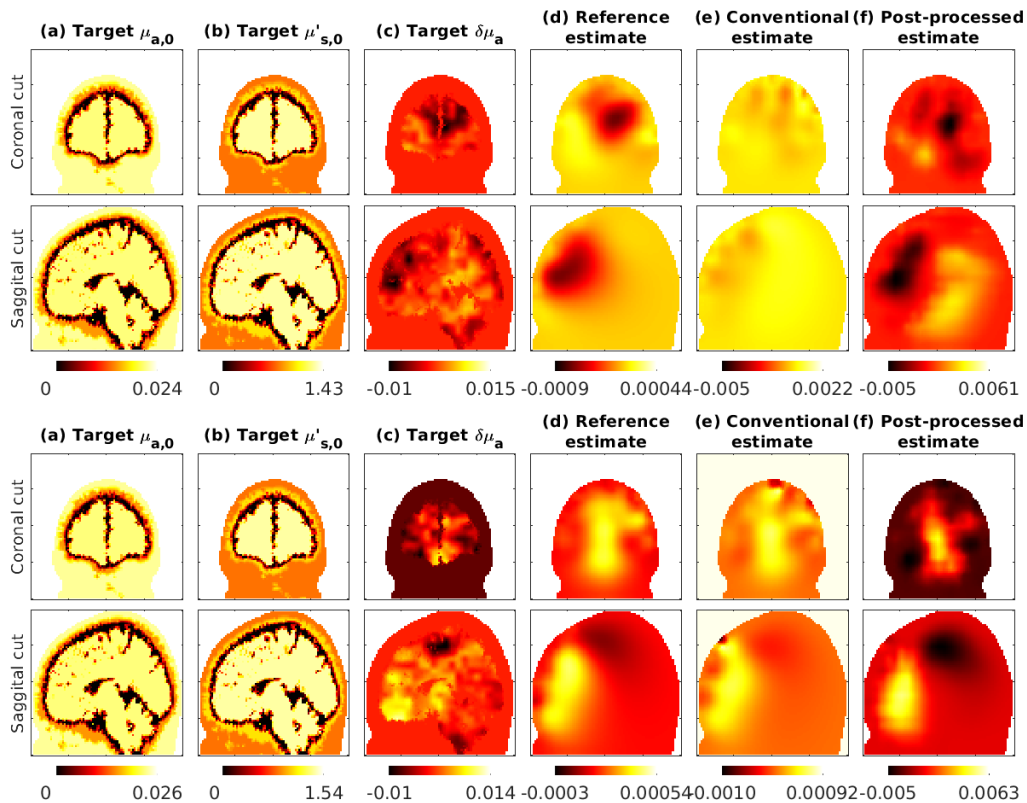 (a) Target μa,0 (b) Target μ's,0 (c) Target δμa (d) Reference estimate (e) Conventional estimate (f) Post-processed estimate
Coronal cut
Saggital cut
0 0.024 0 1.43 -0.01 0.015 -0.0009 0.00044 -0.005 0.0022 -0.005 0.0061
(a) Target μa,0 (b) Target μ's,0 (c) Target δμa (d) Reference estimate (e) Conventional estimate (f) Post-processed estimate
Coronal cut
Saggital cut
0 0.026 0 1.54 -0.01 0.014 -0.0003 0.00054 0.0010 0.00092 -0.005 0.0063